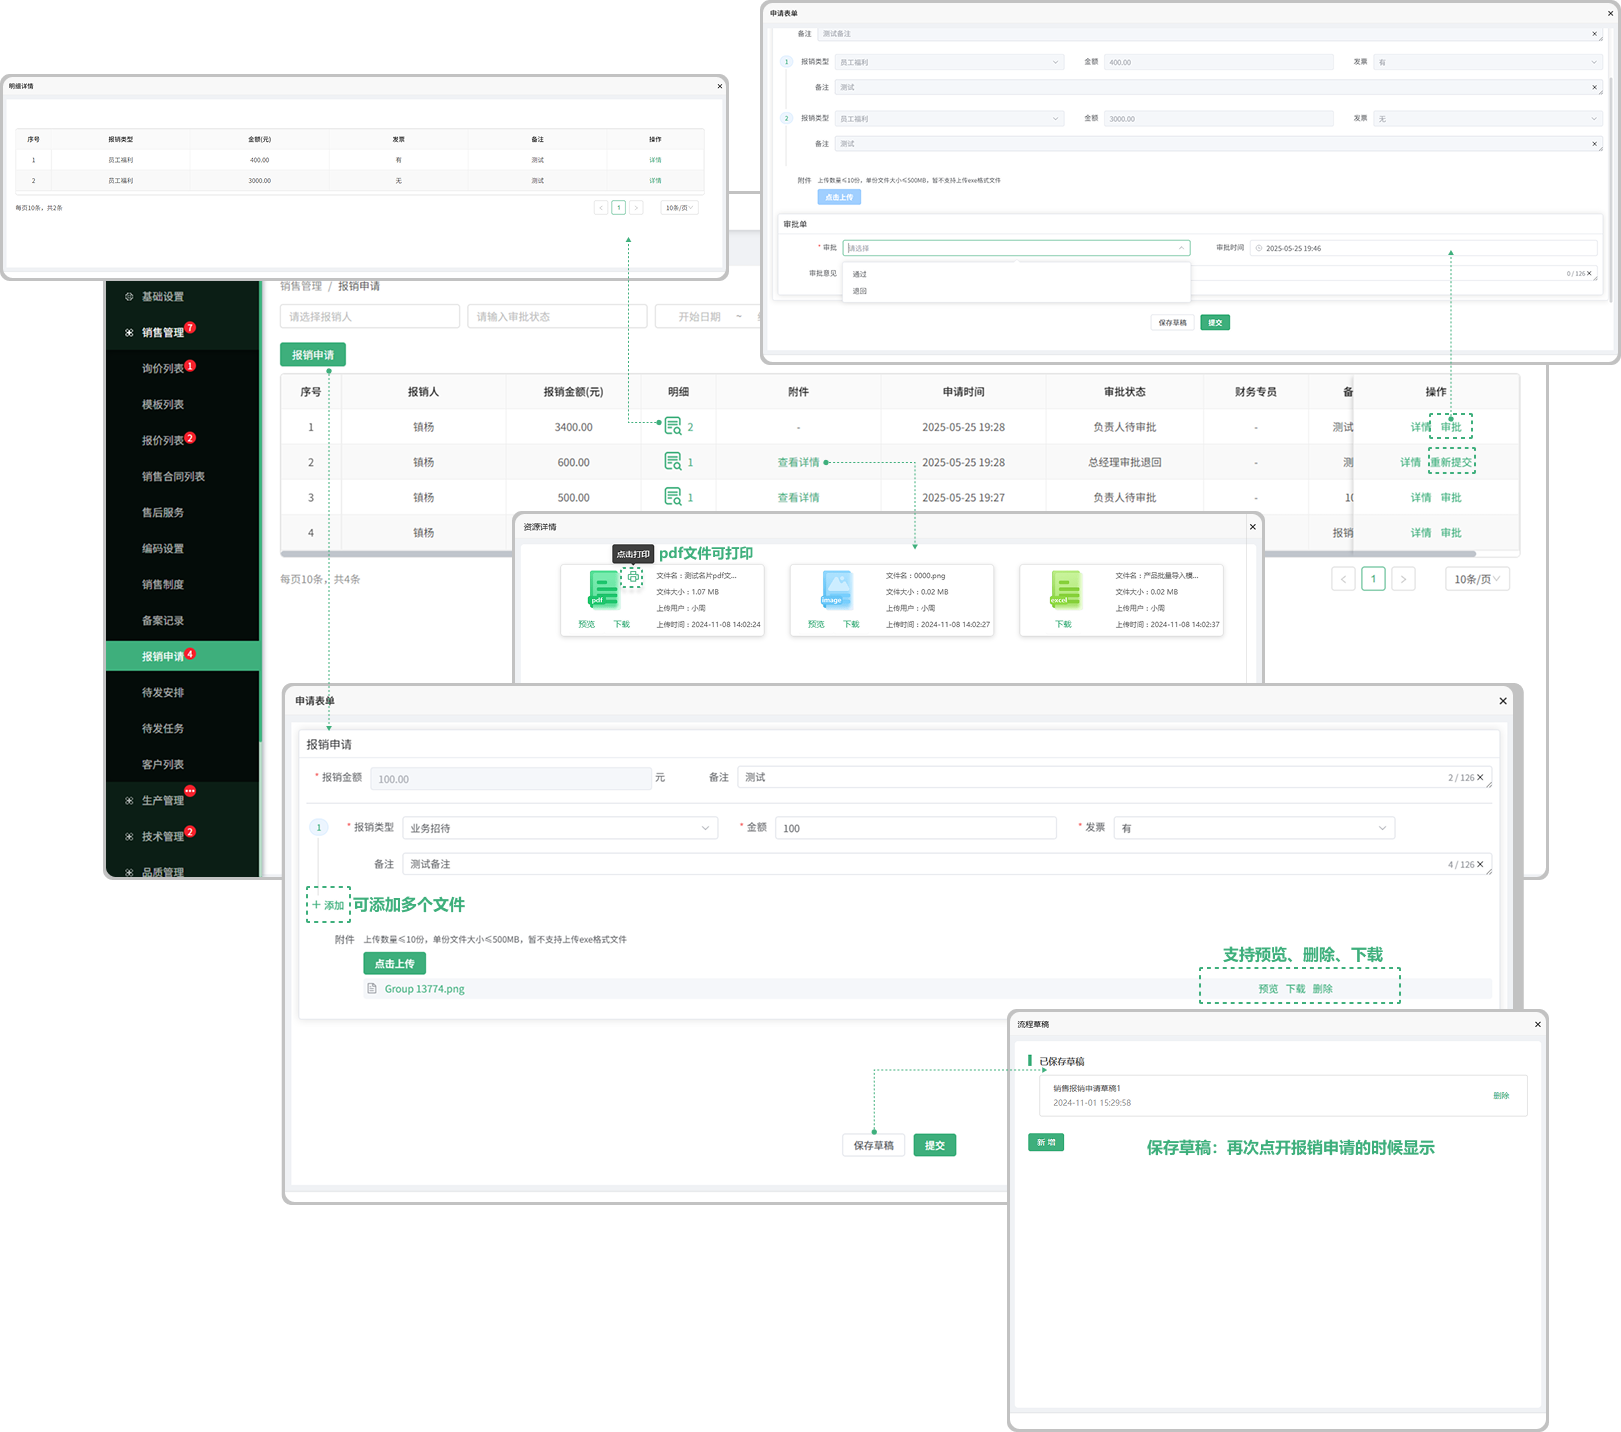 明细详情
序号 报销类型 金额(元) 发票 备注 操作
1 员工福利 400.00 有 测试 详情
2 员工福利 3000.00 无 测试 详情
每页10条，共2条
1
10条/页
申请表单
备注 测试备注
1 报销类型 员工福利 金额 400.00 发票 有
备注 测试
2 报销类型 员工福利 金额 3000.00 发票 无
备注 测试
附件 上传数量≤10份，单份文件大小≤500MB，暂不支持上传exe格式文件
点击上传
审批单
* 审批 请选择 审批时间 2025-05-25 19:46
审批意见 0 / 126
通过
退回
保存草稿 提交
基础设置
销售管理 7
询价列表 1
模板列表
报价列表 2
销售合同列表
售后服务
编码设置
销售制度
备案记录
报销申请 4
待发安排
待发任务
客户列表
生产管理
技术管理 2
品质管理
销售管理 / 报销申请
请选择报销人 请输入审批状态 开始日期 ~
报销申请
序号 报销人 报销金额(元) 明细 附件 申请时间 审批状态 财务专员 备 操作
1 镇杨 3400.00 2 - 2025-05-25 19:28 负责人待审批 - 测试 详情 审批
2 镇杨 600.00 1 查看详情 2025-05-25 19:28 总经理审批退回 - 测 详情 重新提交
3 镇杨 500.00 1 查看详情 2025-05-25 19:27 负责人待审批 - 10 详情 审批
4 镇杨 报销 详情 审批
每页10条，共4条
1
10条/页
资源详情
点击打印 pdf文件可打印
pdf
文件名：测试名片pdf文...
文件大小：1.07 MB
上传用户：小周
上传时间：2024-11-08 14:02:24
预览 下载
image
文件名：0000.png
文件大小：0.02 MB
上传用户：小周
上传时间：2024-11-08 14:02:27
预览 下载
excel
文件名：产品批量导入模...
文件大小：0.02 MB
上传用户：小周
上传时间：2024-11-08 14:02:37
下载
申请表单
报销申请
* 报销金额 100.00 元 备注 测试 2 / 126
1 * 报销类型 业务招待 * 金额 100 * 发票 有
备注 测试备注 4 / 126
+ 添加 可添加多个文件
附件 上传数量≤10份，单份文件大小≤500MB，暂不支持上传exe格式文件
点击上传
支持预览、删除、下载
Group 13774.png 预览 下载 删除
保存草稿 提交
流程草稿
已保存草稿
销售报销申请草稿1
2024-11-01 15:29:58
删除
新 增
保存草稿：再次点开报销申请的时候显示